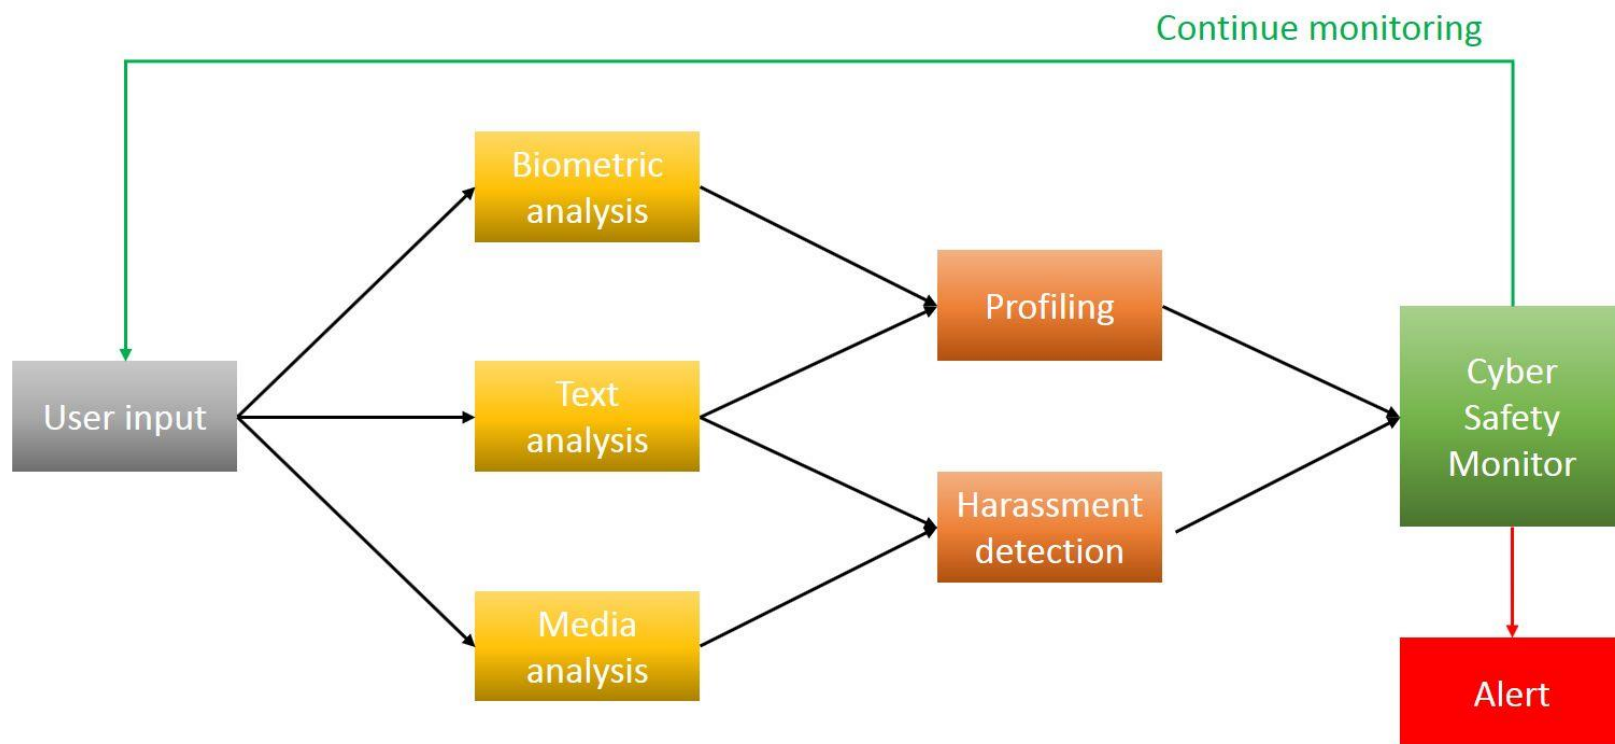 Continue monitoring
Biometric
analysis
Profiling
User input
Text
analysis
Cyber
Safety
Monitor
Harassment
detection
Media
analysis
Alert